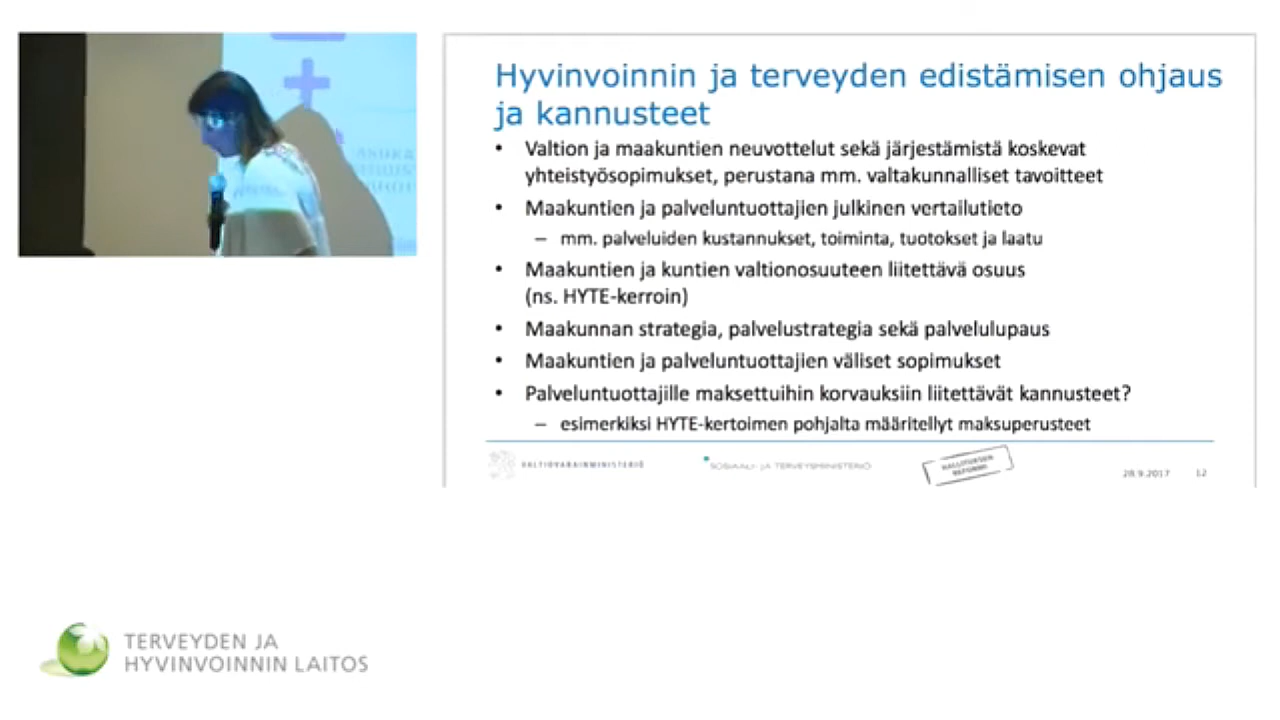 Hyvinvoinnin ja terveyden edistämisen ohjaus
ja kannusteet
• Valtion ja maakuntien neuvottelut sekä järjestämistä koskevat
yhteistyösopimukset, perustana mm. valtakunnalliset tavoitteet
• Maakuntien ja palveluntuottajien julkinen vertailutieto
– mm. palveluiden kustannukset, toiminta, tuotokset ja laatu
• Maakuntien ja kuntien valtionosuuteen liitettävä osuus
(ns. HYTE-kerroin)
• Maakunnan strategia, palvelustrategia sekä palvelulupaus
• Maakuntien ja palveluntuottajien väliset sopimukset
• Palveluntuottajille maksettuihin korvauksiin liitettävät kannusteet?
– esimerkiksi HYTE-kertoimen pohjalta määritellyt maksuperusteet
VALTIOVARAINMINISTERIÖ
SOSIAALI- JA TERVEYSMINISTERIÖ
HALLITUKSEN
REFORMI
28.9.2017 12
TERVEYDEN JA
HYVINVOINNIN LAITOS